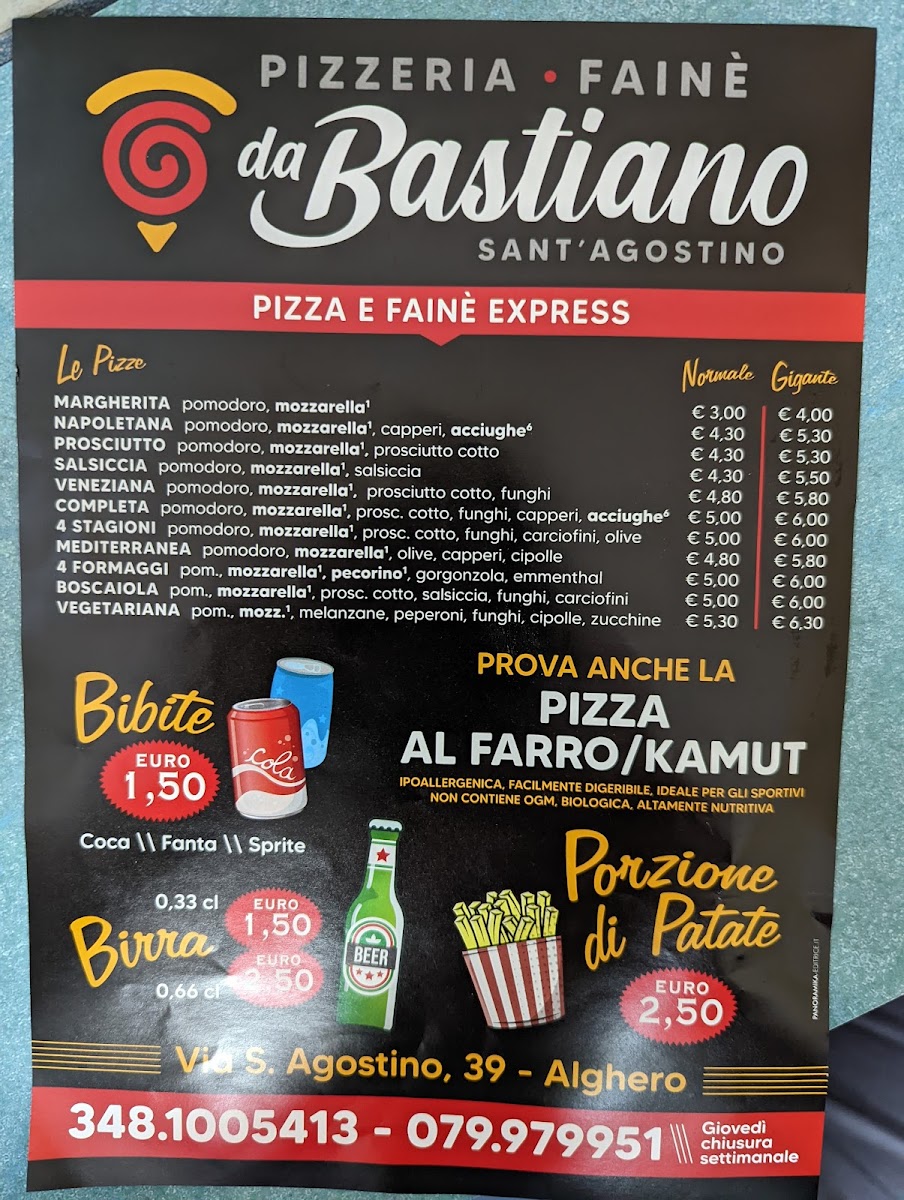 PIZZERIA • FAINÈ
da Bastiano
SANT'AGOSTINO
PIZZA E FAINÈ EXPRESS
Le Pizze Normale Gigante
MARGHERITA pomodoro, mozzarella¹ € 3,00 € 4,00
NAPOLETANA pomodoro, mozzarella¹, capperi, acciughe⁶ € 4,30 € 5,30
PROSCIUTTO pomodoro, mozzarella¹, prosciutto cotto € 4,30 € 5,30
SALSICCIA pomodoro, mozzarella¹, salsiccia € 4,30 € 5,50
VENEZIANA pomodoro, mozzarella¹, prosciutto cotto, funghi € 4,80 € 5,80
COMPLETA pomodoro, mozzarella¹, prosc. cotto, funghi, capperi, acciughe⁶ € 5,00 € 6,00
4 STAGIONI pomodoro, mozzarella¹, prosc. cotto, funghi, carciofini, olive € 5,00 € 6,00
MEDITERRANEA pomodoro, mozzarella¹, olive, capperi, cipolle € 4,80 € 5,80
4 FORMAGGI pom., mozzarella¹, pecorino¹, gorgonzola, emmenthal € 5,00 € 6,00
BOSCAIOLA pom., mozzarella¹, prosc. cotto, salsiccia, funghi, carciofini € 5,00 € 6,00
VEGETARIANA pom., mozz.¹, melanzane, peperoni, funghi, cipolle, zucchine € 5,30 € 6,30
Bibite
EURO
1,50
cola
Coca \\ Fanta \\ Sprite
PROVA ANCHE LA
PIZZA
AL FARRO/KAMUT
IPOALLERGENICA, FACILMENTE DIGERIBILE, IDEALE PER GLI SPORTIVI
NON CONTIENE OGM, BIOLOGICA, ALTAMENTE NUTRITIVA
Birra
0,33 cl
EURO
1,50
0,66 cl
EURO
2,50
BEER
Porzione
di Patate
EURO
2,50
PANORAMIKA-EDITRICE.IT
Via S. Agostino, 39 - Alghero
348.1005413 - 079.979951
Giovedì
chiusura
settimanale